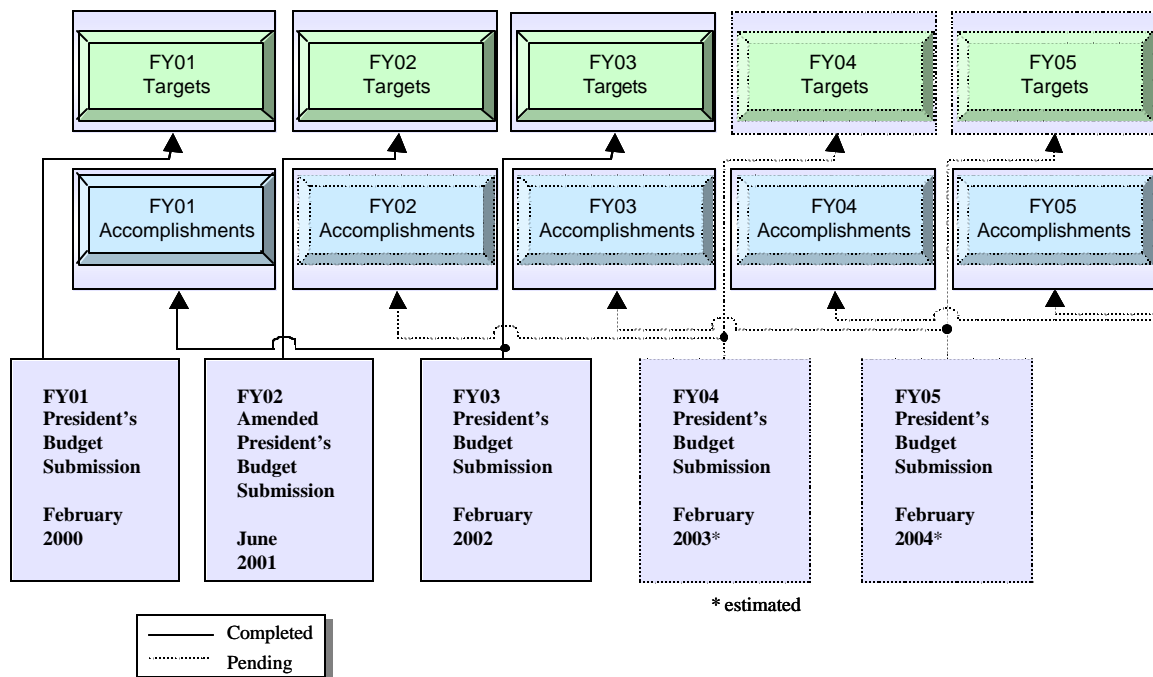 FY01
Targets
FY02
Targets
FY03
Targets
FY04
Targets
FY05
Targets
FY01
Accomplishments
FY02
Accomplishments
FY03
Accomplishments
FY04
Accomplishments
FY05
Accomplishments
FY01
President’s
Budget
Submission
February
2000
FY02
Amended
President’s
Budget
Submission
June
2001
FY03
President’s
Budget
Submission
February
2002
FY04
President’s
Budget
Submission
February
2003*
FY05
President’s
Budget
Submission
February
2004*
* estimated
Completed
Pending